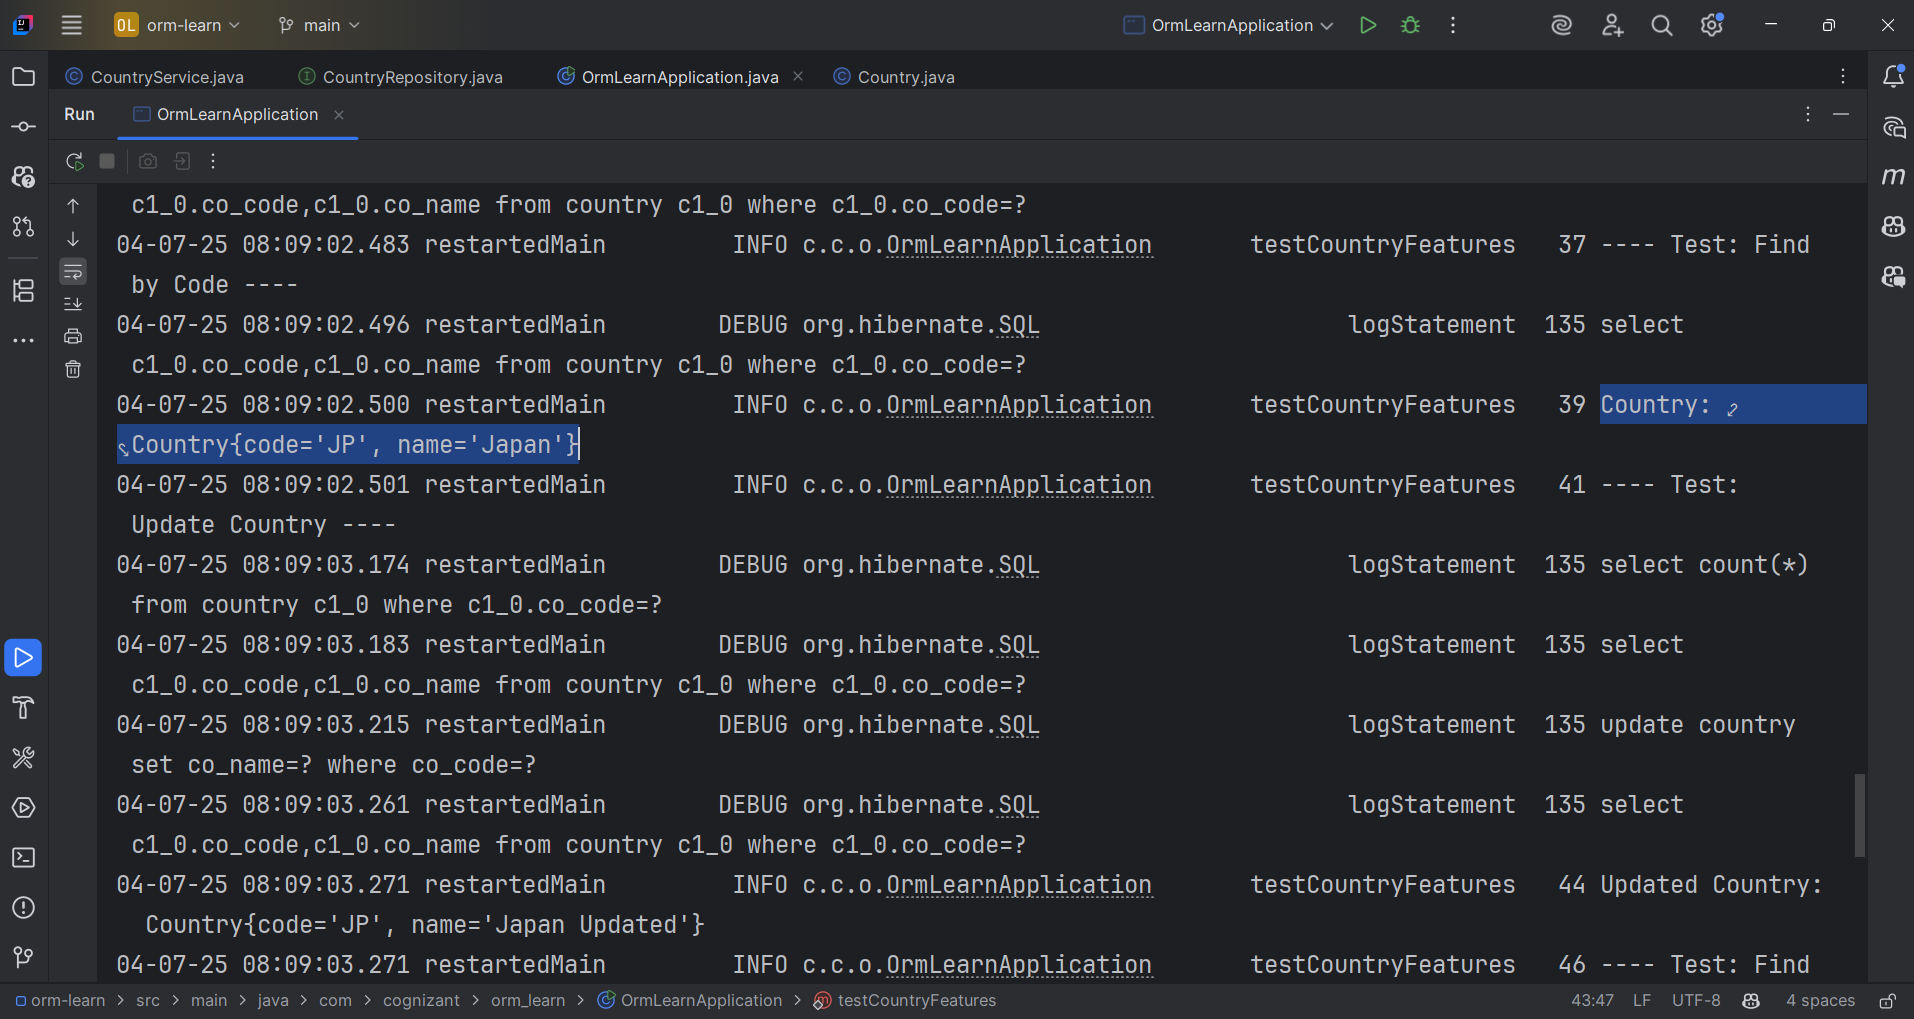 OL orm-learn main OrmLearnApplication
CountryService.java CountryRepository.java OrmLearnApplication.java Country.java
Run OrmLearnApplication
c1_0.co_code,c1_0.co_name from country c1_0 where c1_0.co_code=?
04-07-25 08:09:02.483 restartedMain INFO c.c.o.OrmLearnApplication testCountryFeatures 37 ---- Test: Find
by Code ----
04-07-25 08:09:02.496 restartedMain DEBUG org.hibernate.SQL logStatement 135 select
c1_0.co_code,c1_0.co_name from country c1_0 where c1_0.co_code=?
04-07-25 08:09:02.500 restartedMain INFO c.c.o.OrmLearnApplication testCountryFeatures 39 Country:
Country{code='JP', name='Japan'}
04-07-25 08:09:02.501 restartedMain INFO c.c.o.OrmLearnApplication testCountryFeatures 41 ---- Test:
Update Country ----
04-07-25 08:09:03.174 restartedMain DEBUG org.hibernate.SQL logStatement 135 select count(*)
from country c1_0 where c1_0.co_code=?
04-07-25 08:09:03.183 restartedMain DEBUG org.hibernate.SQL logStatement 135 select
c1_0.co_code,c1_0.co_name from country c1_0 where c1_0.co_code=?
04-07-25 08:09:03.215 restartedMain DEBUG org.hibernate.SQL logStatement 135 update country
set co_name=? where co_code=?
04-07-25 08:09:03.261 restartedMain DEBUG org.hibernate.SQL logStatement 135 select
c1_0.co_code,c1_0.co_name from country c1_0 where c1_0.co_code=?
04-07-25 08:09:03.271 restartedMain INFO c.c.o.OrmLearnApplication testCountryFeatures 44 Updated Country:
Country{code='JP', name='Japan Updated'}
04-07-25 08:09:03.271 restartedMain INFO c.c.o.OrmLearnApplication testCountryFeatures 46 ---- Test: Find
orm-learn > src > main > java > com > cognizant > orm_learn > OrmLearnApplication > testCountryFeatures 43:47 LF UTF-8 4 spaces